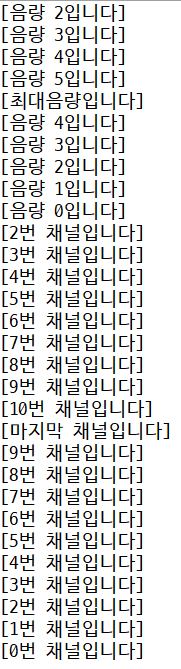 [음량 2입니다]
[음량 3입니다]
[음량 4입니다]
[음량 5입니다]
[최대음량입니다]
[음량 4입니다]
[음량 3입니다]
[음량 2입니다]
[음량 1입니다]
[음량 0입니다]
[2번 채널입니다]
[3번 채널입니다]
[4번 채널입니다]
[5번 채널입니다]
[6번 채널입니다]
[7번 채널입니다]
[8번 채널입니다]
[9번 채널입니다]
[10번 채널입니다]
[마지막 채널입니다]
[9번 채널입니다]
[8번 채널입니다]
[7번 채널입니다]
[6번 채널입니다]
[5번 채널입니다]
[4번 채널입니다]
[3번 채널입니다]
[2번 채널입니다]
[1번 채널입니다]
[0번 채널입니다]